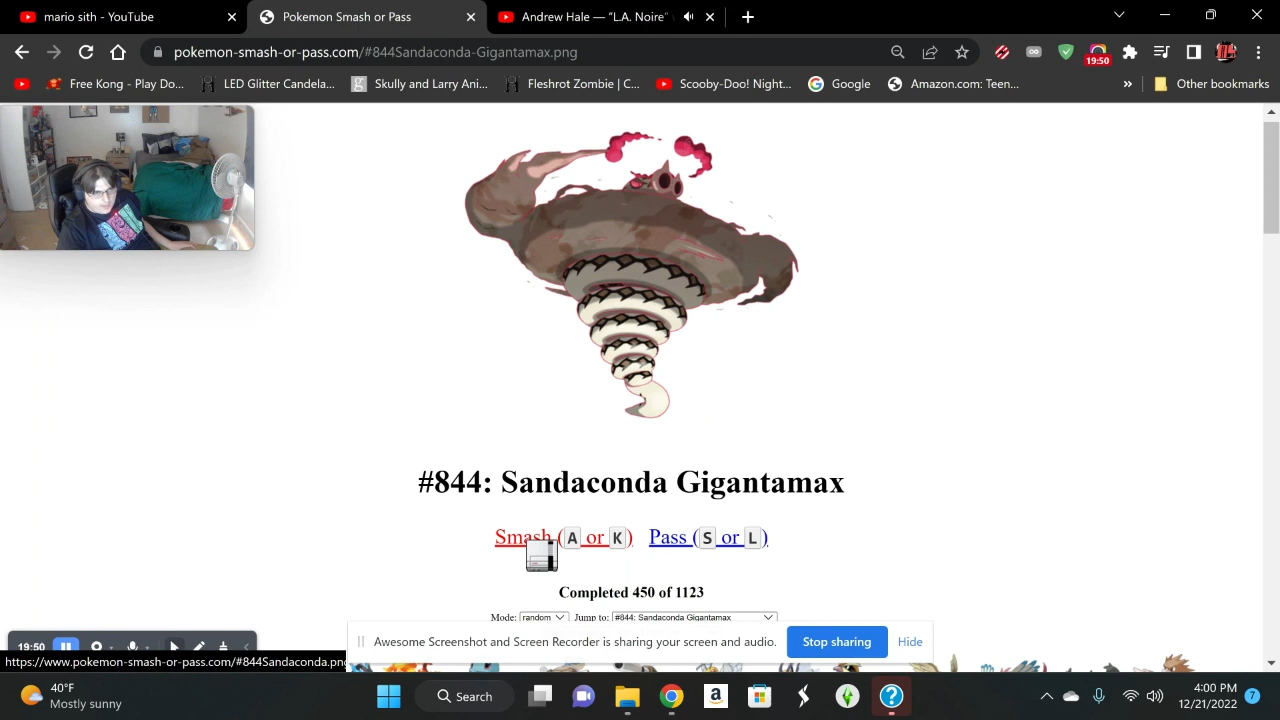 mario sith - YouTube
Pokemon Smash or Pass
Andrew Hale — "L.A. Noire"
pokemon-smash-or-pass.com/#844Sandaconda-Gigantamax.png
19:50
Free Kong - Play Do...
LED Glitter Candela...
Skully and Larry Ani...
Fleshrot Zombie | C...
Scooby-Doo! Night...
Google
Amazon.com: Teen...
»
Other bookmarks
#844: Sandaconda Gigantamax
Smash (A or K) Pass (S or L)
Completed 450 of 1123
Mode: random Jump to: #844: Sandaconda Gigantamax
19:50
Awesome Screenshot and Screen Recorder is sharing your screen and audio.
Stop sharing
Hide
https://www.pokemon-smash-or-pass.com/#844Sandaconda.png
40°F
Mostly sunny
Search
4:00 PM
12/21/2022
7